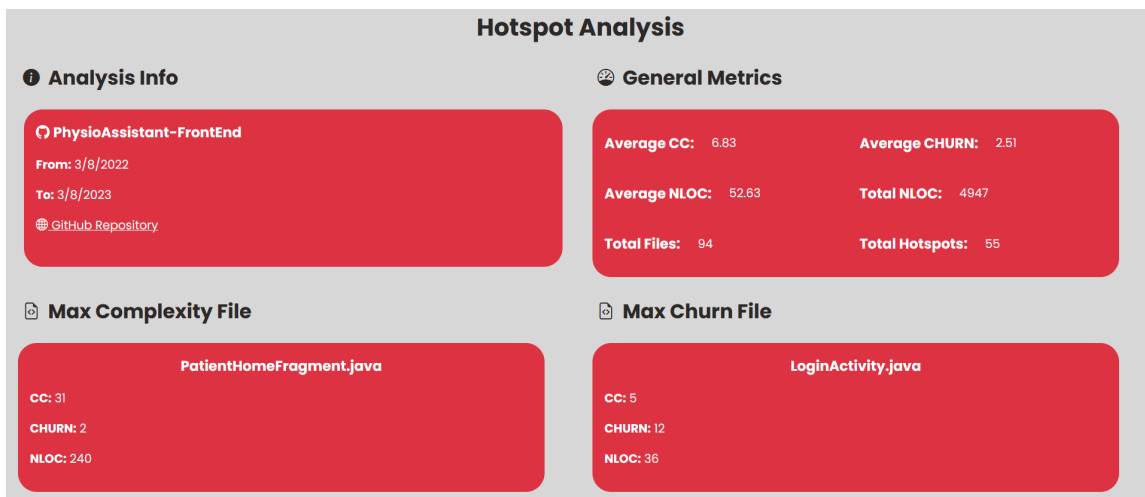 Hotspot Analysis
Analysis Info
PhysioAssistant-FrontEnd
From: 3/8/2022
To: 3/8/2023
GitHub Repository
General Metrics
Average CC: 6.83 Average CHURN: 2.51
Average NLOC: 52.63 Total NLOC: 4947
Total Files: 94 Total Hotspots: 55
Max Complexity File
PatientHomeFragment.java
CC: 31
CHURN: 2
NLOC: 240
Max Churn File
LoginActivity.java
CC: 5
CHURN: 12
NLOC: 36